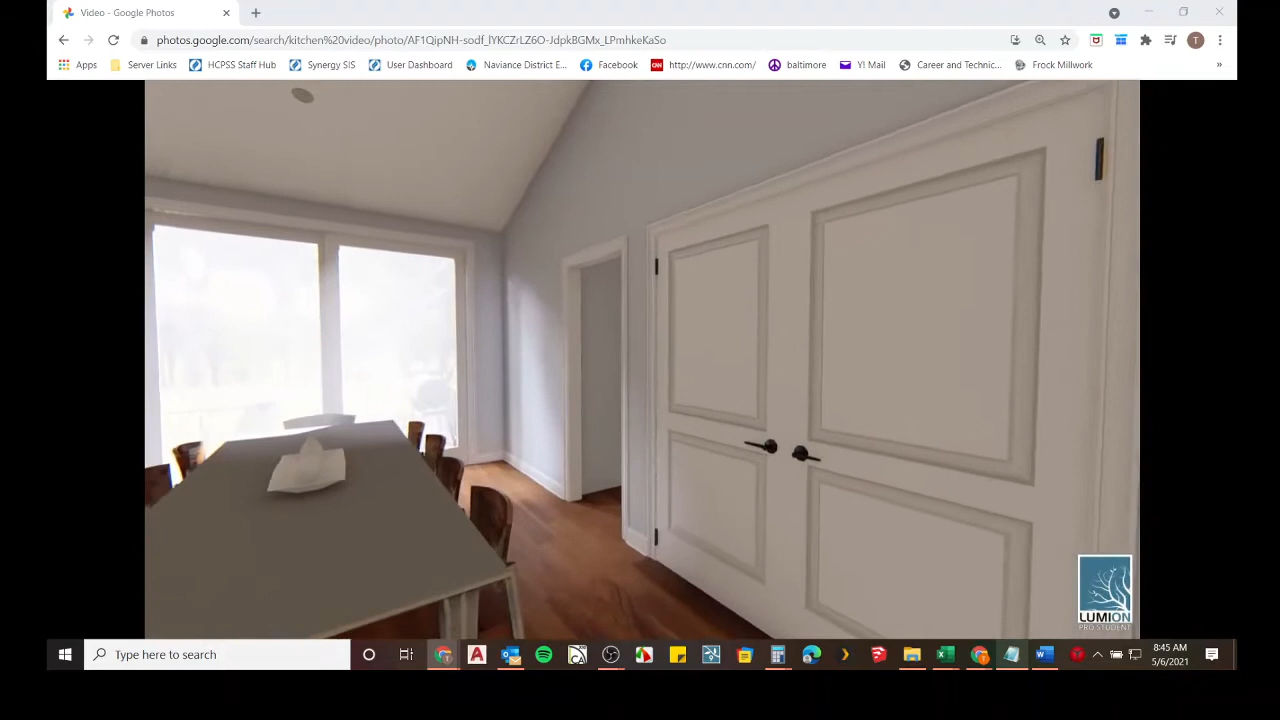 Video - Google Photos
photos.google.com/search/kitchen%20video/photo/AF1QipNH-sodf_lYKCZrLZ6O-JdpkBGMx_LPmhkeKaSo
T
Apps Server Links HCPSS Staff Hub Synergy SIS User Dashboard Naviance District E... Facebook CNN http://www.cnn.com/ baltimore Y! Mail Career and Technic... Frock Millwork »
LUMION
PRO STUDENT
Type here to search
8:45 AM
5/6/2021